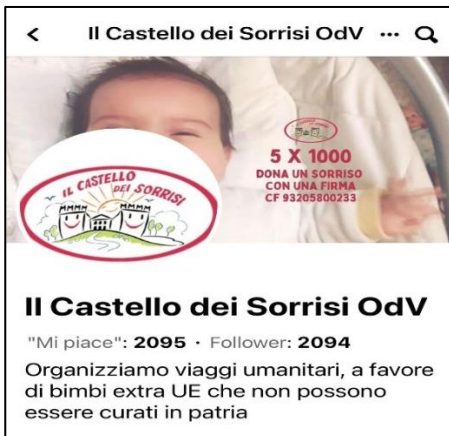 Il Castello dei Sorrisi OdV
5 X 1000
DONA UN SORRISO
CON UNA FIRMA
CF 93205800233
IL CASTELLO
DEI SORRISI
Il Castello dei Sorrisi OdV
"Mi piace": 2095 · Follower: 2094
Organizziamo viaggi umanitari, a favore
di bimbi extra UE che non possono
essere curati in patria